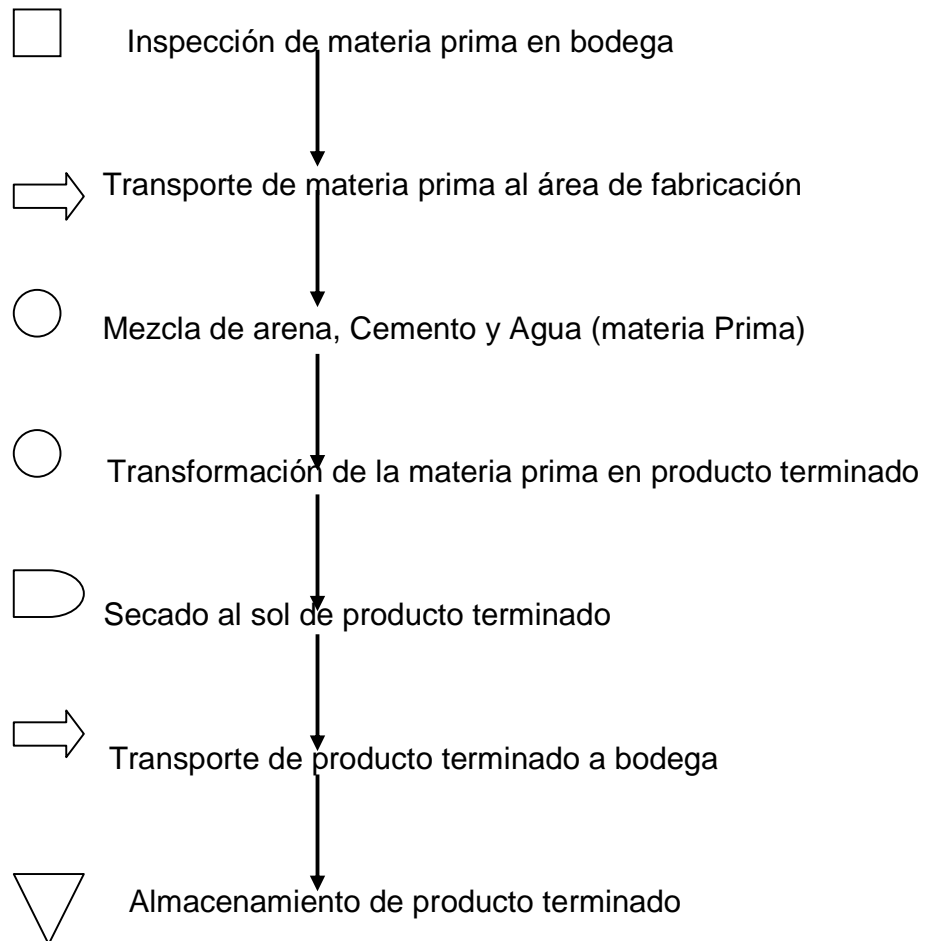 Inspección de materia prima en bodega
Transporte de materia prima al área de fabricación
Mezcla de arena, Cemento y Agua (materia Prima)
Transformación de la materia prima en producto terminado
Secado al sol de producto terminado
Transporte de producto terminado a bodega
Almacenamiento de producto terminado